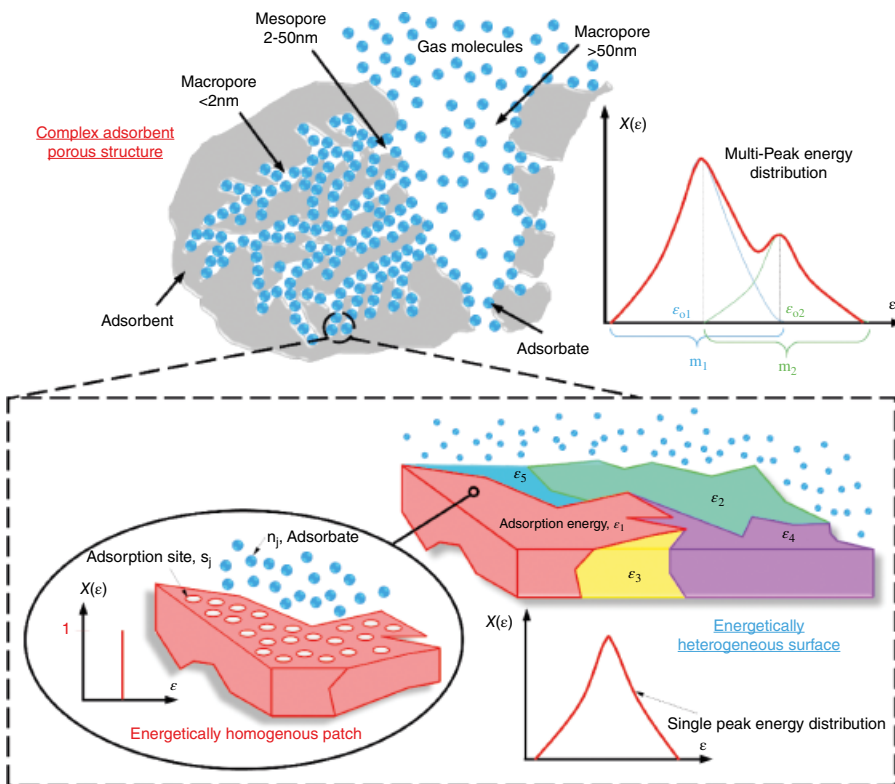 Mesopore
2-50nm
Gas molecules
Macropore
>50nm
Macropore
<2nm
Complex adsorbent
porous structure
Adsorbent
Adsorbate
X(ε)
Multi-Peak energy
distribution
ε
εo1
εo2
m1
m2
ε5
ε2
Adsorption energy, ε1
ε4
ε3
nj, Adsorbate
Adsorption site, sj
X(ε)
1
ε
Energetically homogenous patch
X(ε)
Energetically
heterogeneous surface
Single peak energy distribution
ε